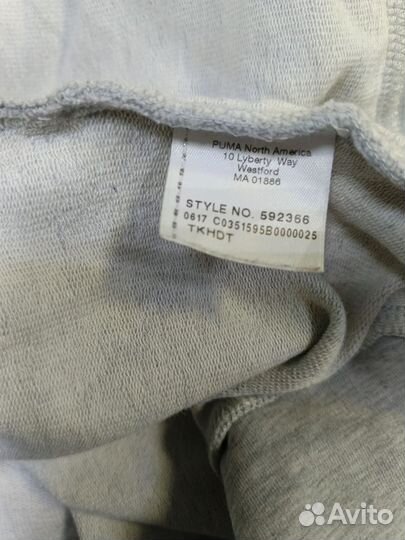 PUMA North America
10 Lyberty Way
Westford
MA 01886
STYLE NO. 592366
0617 C0351595B0000025
TKHDT
Avito